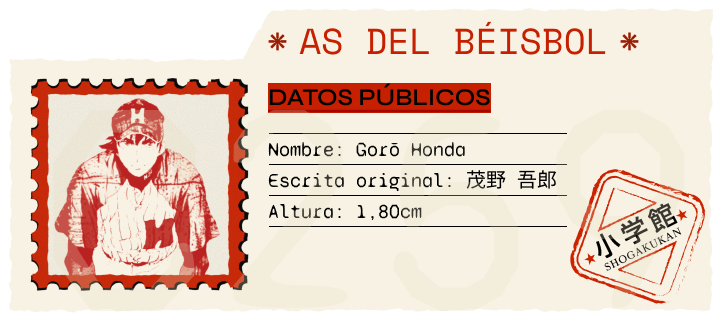 * AS DEL BÉISBOL *
DATOS PÚBLICOS
Nombre: Gorō Honda
Escrita original: 茂野 吾郎
Altura: 1,80cm
H
H
小学館
SHOGAKUKAN